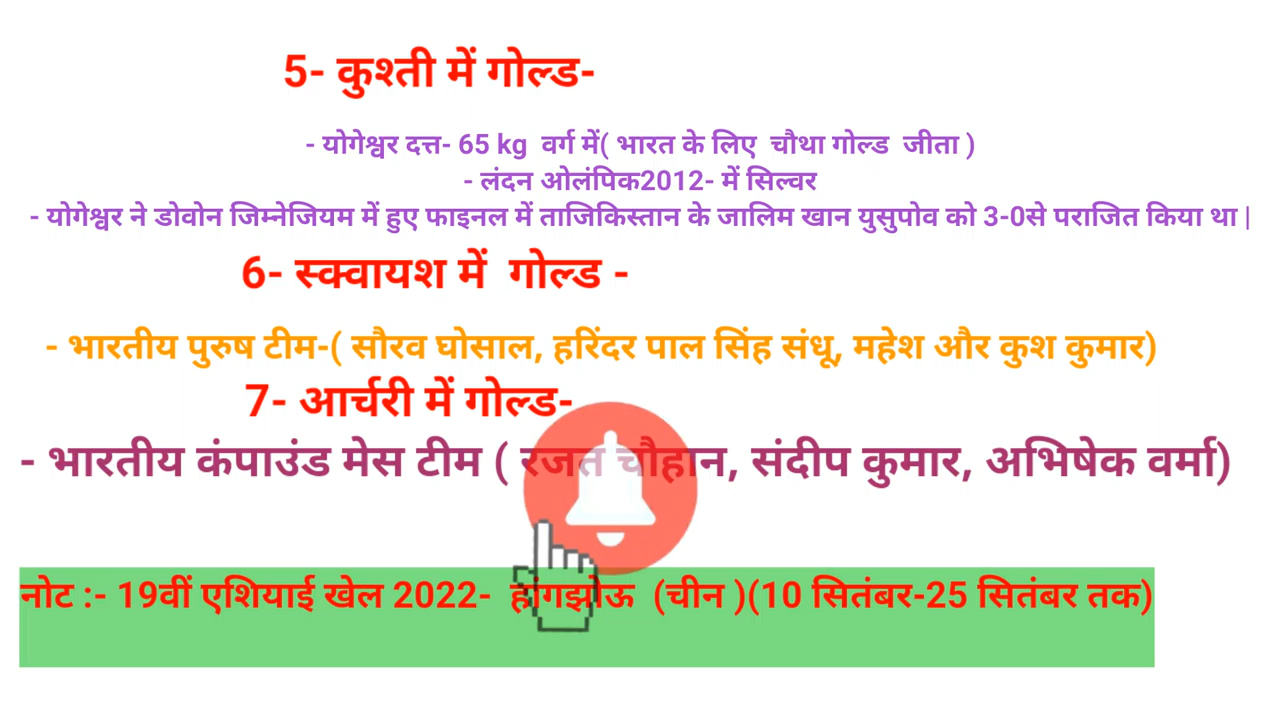 5- कुश्ती में गोल्ड-
- योगेश्वर दत्त- 65 kg वर्ग में( भारत के लिए चौथा गोल्ड जीता )
- लंदन ओलंपिक2012- में सिल्वर
- योगेश्वर ने डोवोन जिम्नेजियम में हुए फाइनल में ताजिकिस्तान के जालिम खान युसुपोव को 3-0से पराजित किया था |
6- स्क्वायश में गोल्ड -
- भारतीय पुरुष टीम-( सौरव घोसाल, हरिंदर पाल सिंह संधू, महेश और कुश कुमार)
7- आर्चरी में गोल्ड-
- भारतीय कंपाउंड मेस टीम ( रजत चौहान, संदीप कुमार, अभिषेक वर्मा)
नोट :- 19वीं एशियाई खेल 2022- हांगझोऊ (चीन )(10 सितंबर-25 सितंबर तक)